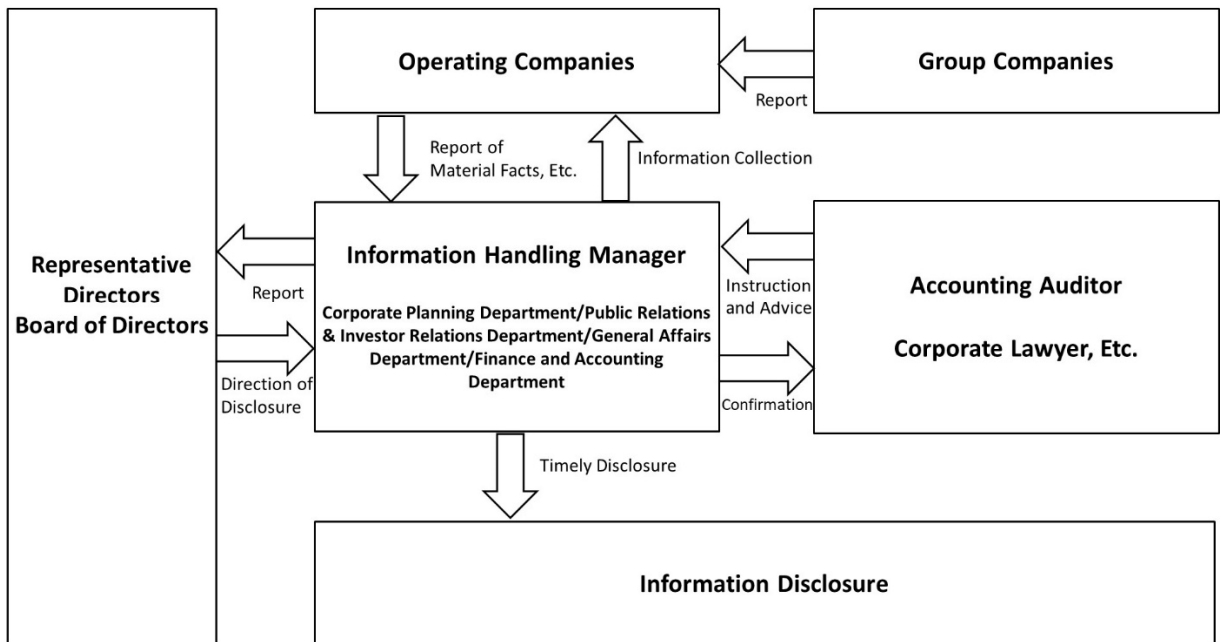 Operating Companies
Group Companies
Report
Report of
Material Facts, Etc.
Information Collection
Representative
Directors
Board of Directors
Report
Direction of
Disclosure
Information Handling Manager
Corporate Planning Department/Public Relations
& Investor Relations Department/General Affairs
Department/Finance and Accounting
Department
Instruction
and Advice
Confirmation
Accounting Auditor
Corporate Lawyer, Etc.
Timely Disclosure
Information Disclosure